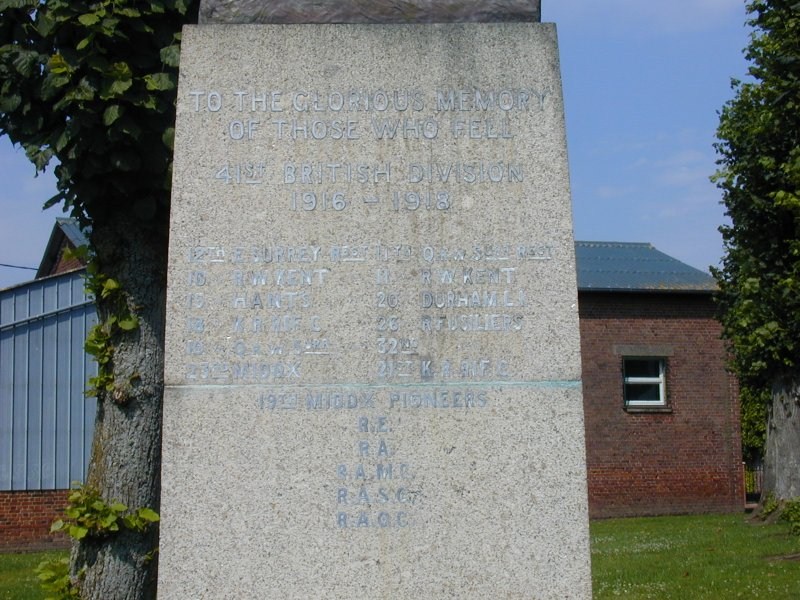 TO THE GLORIOUS MEMORY
OF THOSE WHO FELL
41ST BRITISH DIVISION
1916 - 1918
12TH E. SURREY REGT 11TH QNS REGT
10. R.W. KENT 11. R.W. KENT
15. HANTS 20. DURHAM L.I.
18. K.R.RIF.C. 26 R. FUSILIERS
32ND
23RD MIDDX 21ST K.R.RIF.C.
19TH MIDDX PIONEERS
R.E.
R.A.
R.A.M.C.
R.A.S.C.
R.A.O.C.